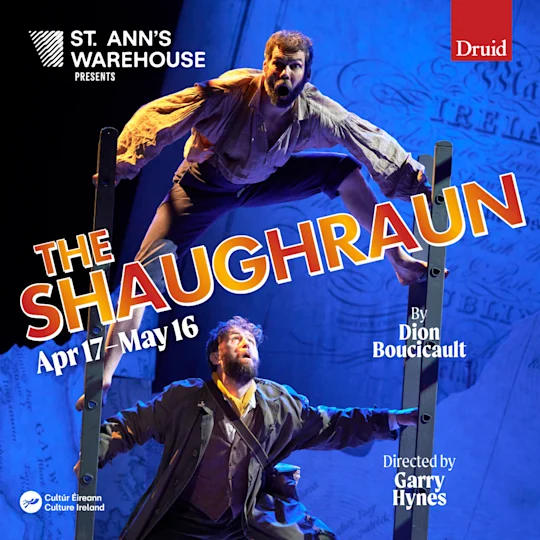 ST. ANN'S
WAREHOUSE
PRESENTS
Druid
IRELAND
THE
SHAUGHRAUN
Apr 17–May 16
By
Dion
Boucicault
Directed by
Garry
Hynes
Cultúr Éireann
Culture Ireland